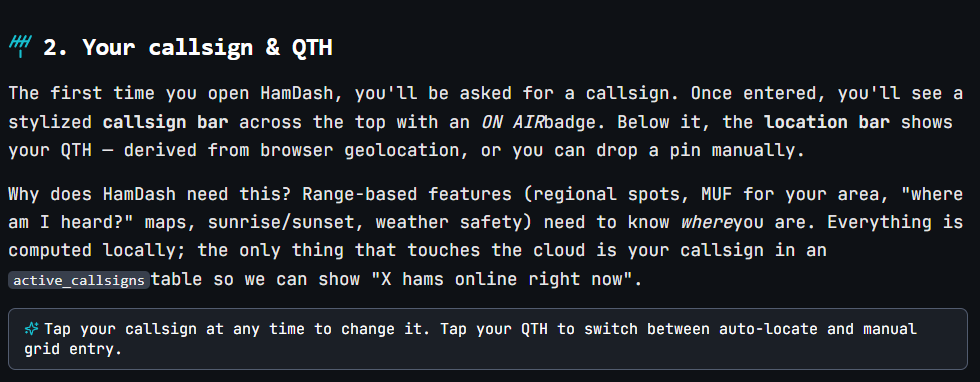 2. Your callsign & QTH
The first time you open HamDash, you'll be asked for a callsign. Once entered, you'll see a
stylized callsign bar across the top with an ON AIRbadge. Below it, the location bar shows
your QTH — derived from browser geolocation, or you can drop a pin manually.
Why does HamDash need this? Range-based features (regional spots, MUF for your area, "where
am I heard?" maps, sunrise/sunset, weather safety) need to know whereyou are. Everything is
computed locally; the only thing that touches the cloud is your callsign in an
active_callsignstable so we can show "X hams online right now".
Tap your callsign at any time to change it. Tap your QTH to switch between auto-locate and manual
grid entry.